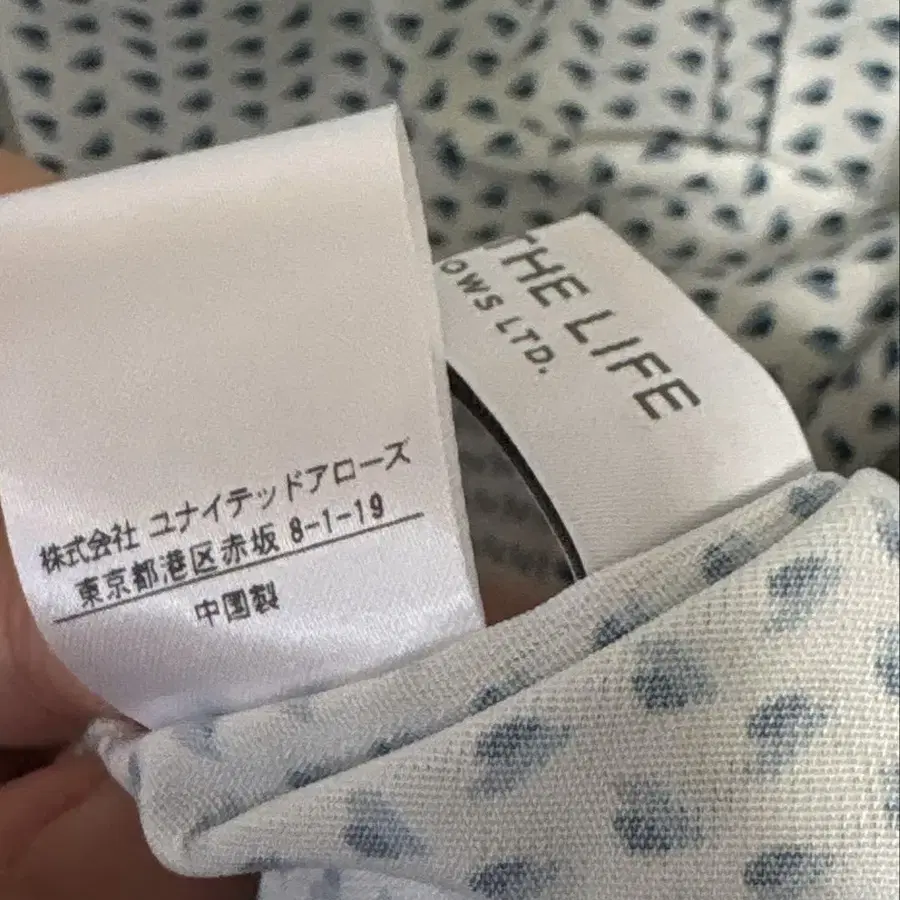 THE LIFE
OWS LTD.
株式会社 ユナイテッドアローズ
東京都港区赤坂 8-1-19
中国製